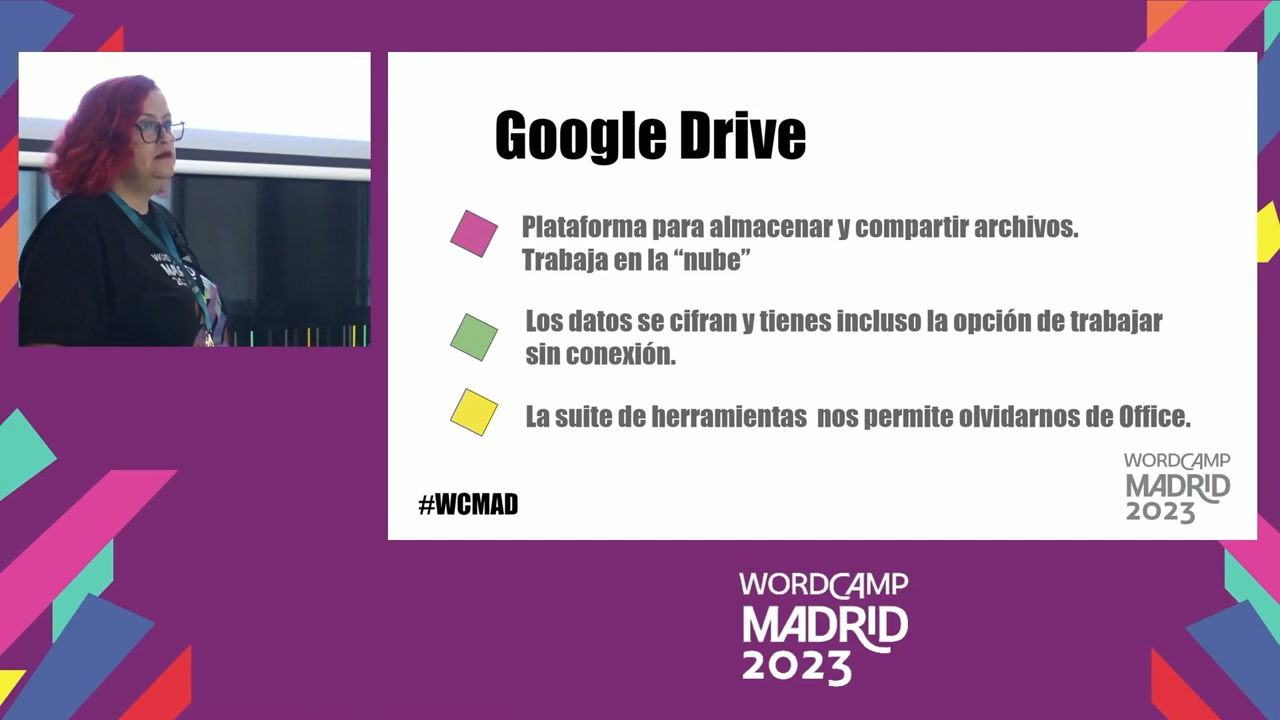 Google Drive
Plataforma para almacenar y compartir archivos.
Trabaja en la “nube”
Los datos se cifran y tienes incluso la opción de trabajar
sin conexión.
La suite de herramientas  nos permite olvidarnos de Office.
#WCMAD
WORDCAMP
MADRID
2023
WORDCAMP
MADRID
2023